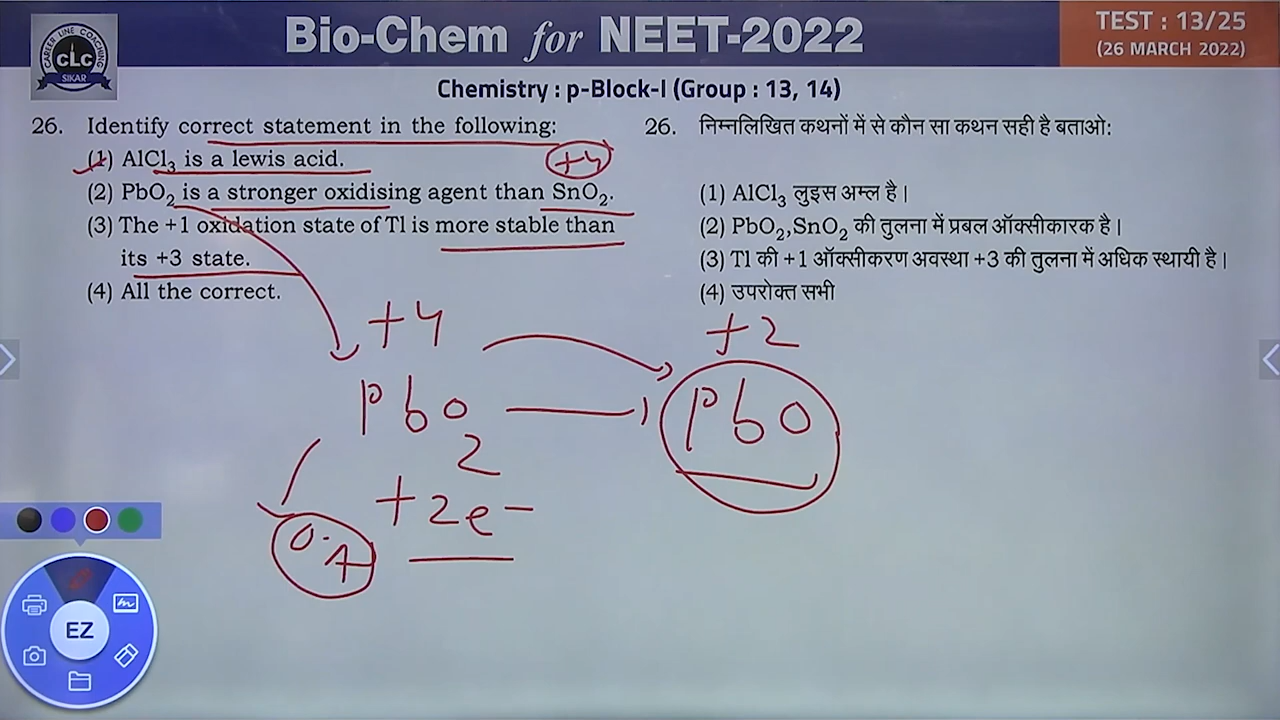 CAREER LINE COACHING
CLC
SIKAR
Bio-Chem for NEET-2022
TEST : 13/25
(26 MARCH 2022)
Chemistry : p-Block-I (Group : 13, 14)
26. Identify correct statement in the following:
(1) AlCl₃ is a lewis acid.
+4
(2) PbO₂ is a stronger oxidising agent than SnO₂.
(3) The +1 oxidation state of Tl is more stable than
its +3 state.
(4) All the correct.
26. निम्नलिखित कथनों में से कौन सा कथन सही है बताओ:
(1) AlCl₃ लुइस अम्ल है।
(2) PbO₂,SnO₂ की तुलना में प्रबल ऑक्सीकारक है।
(3) Tl की +1 ऑक्सीकरण अवस्था +3 की तुलना में अधिक स्थायी है।
(4) उपरोक्त सभी
+4
PbO₂
+2e-
O.A
+2
PbO
EZ